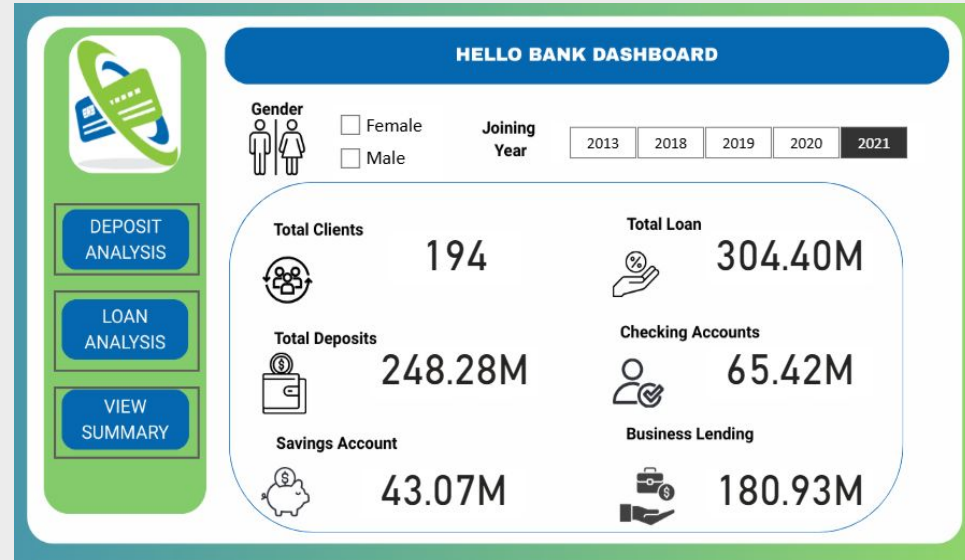 HELLO BANK DASHBOARD
Gender
Female
Male
Joining
Year
2013 2018 2019 2020 2021
DEPOSIT
ANALYSIS
LOAN
ANALYSIS
VIEW
SUMMARY
Total Clients
194
Total Loan
304.40M
Total Deposits
248.28M
Checking Accounts
65.42M
Savings Account
43.07M
Business Lending
180.93M